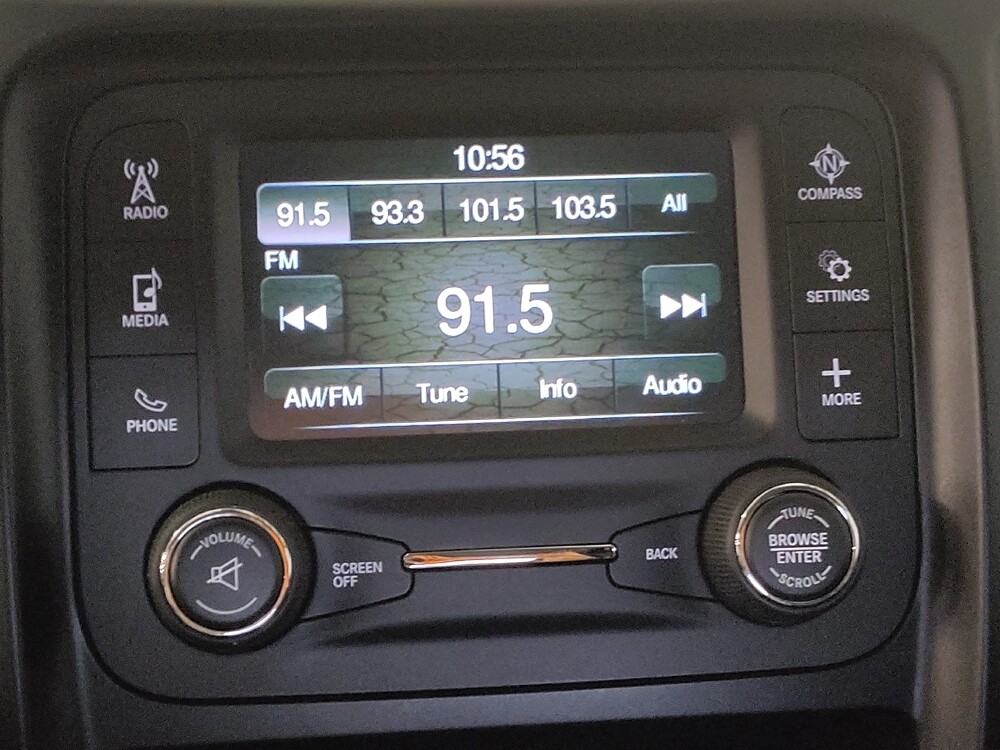 10:56
91.5 93.3 101.5 103.5 All
FM
91.5
AM/FM Tune Info Audio
RADIO
MEDIA
PHONE
N
COMPASS
SETTINGS
MORE
VOLUME
SCREEN
OFF
BACK
TUNE
BROWSE
ENTER
SCROLL